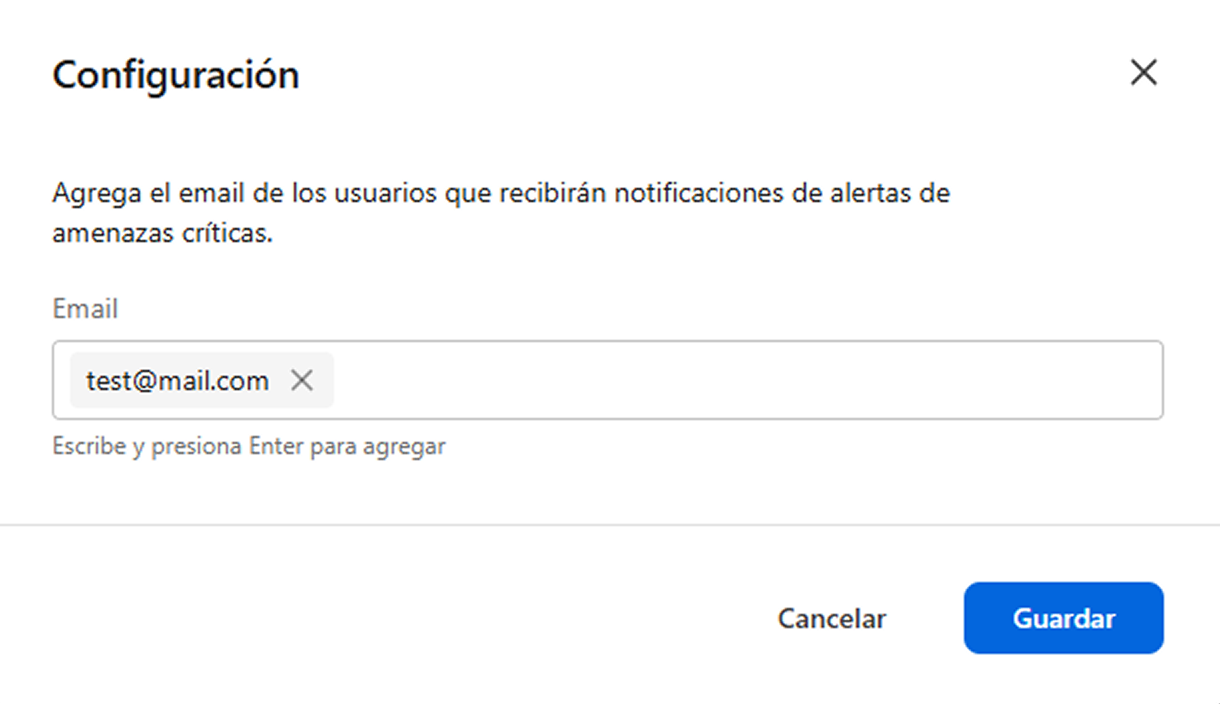 Configuración
Agrega el email de los usuarios que recibirán notificaciones de alertas de
amenazas críticas.
Email
test@mail.com
Escribe y presiona Enter para agregar
Cancelar
Guardar